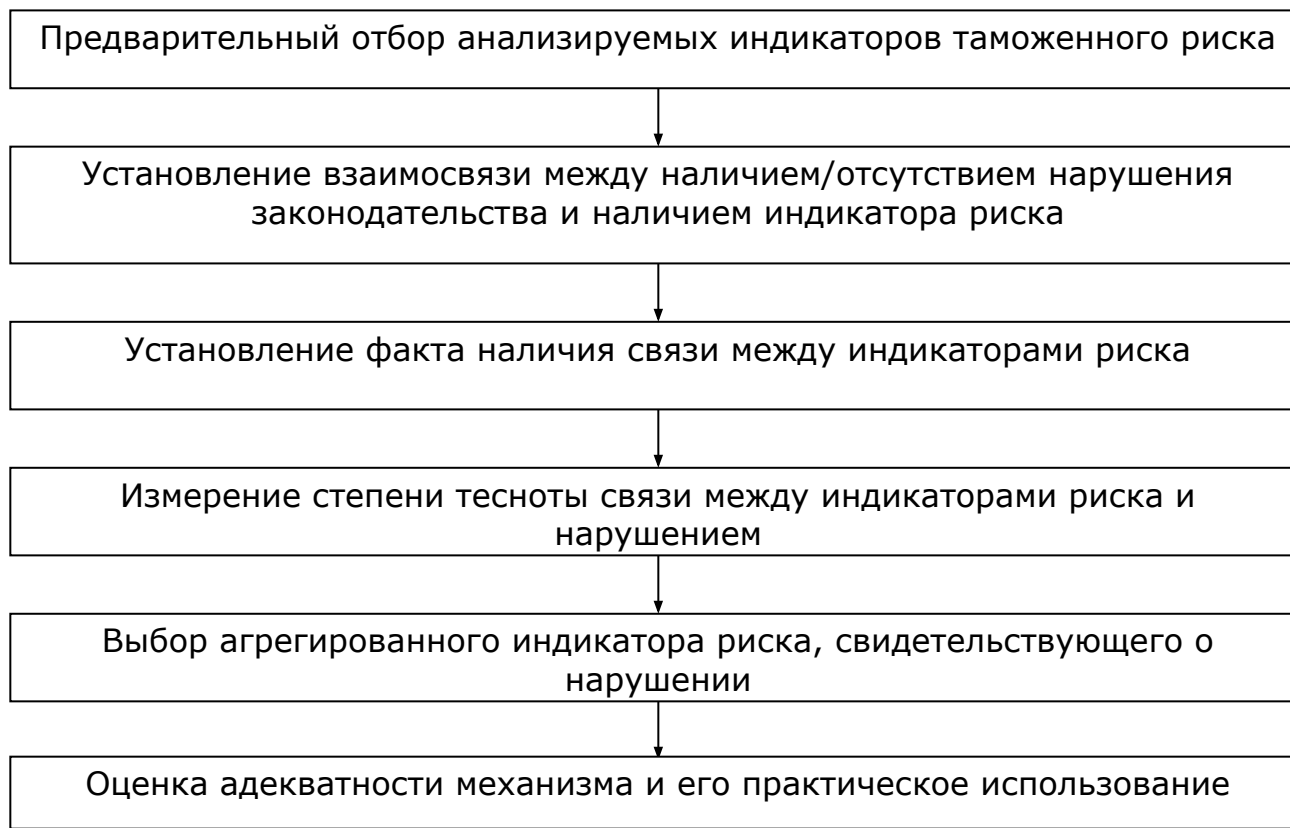 Предварительный отбор анализируемых индикаторов таможенного риска
Установление взаимосвязи между наличием/отсутствием нарушения
законодательства и наличием индикатора риска
Установление факта наличия связи между индикаторами риска
Измерение степени тесноты связи между индикаторами риска и
нарушением
Выбор агрегированного индикатора риска, свидетельствующего о
нарушении
Оценка адекватности механизма и его практическое использование